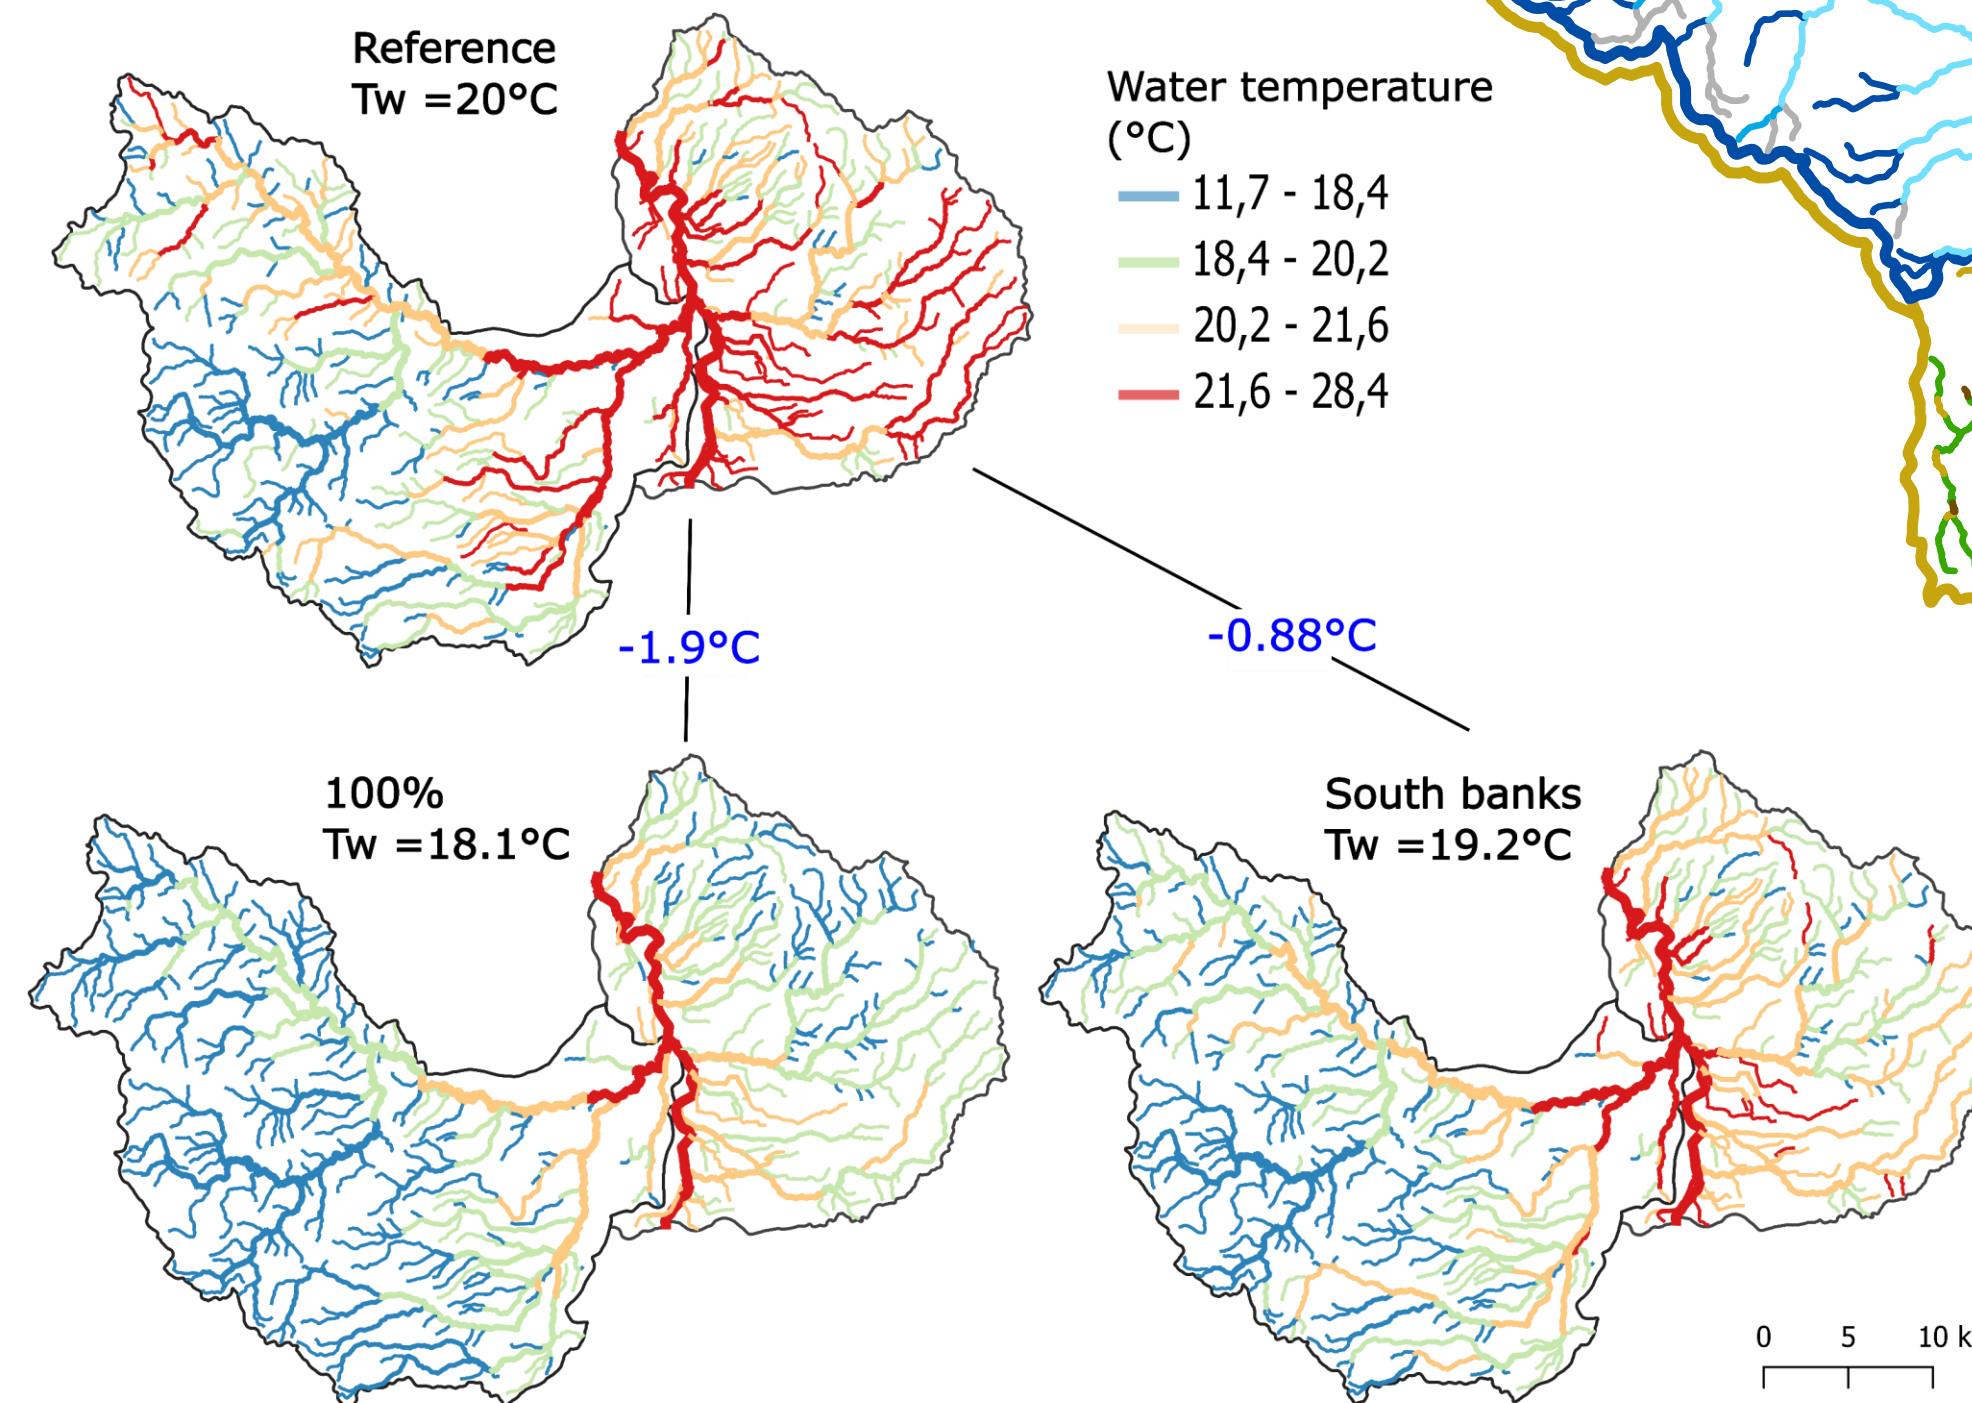 Reference
Tw =20°C
Water temperature
(°C)
11,7 - 18,4
18,4 - 20,2
20,2 - 21,6
21,6 - 28,4
-1.9°C
-0.88°C
100%
Tw =18.1°C
South banks
Tw =19.2°C
0 5 10 k